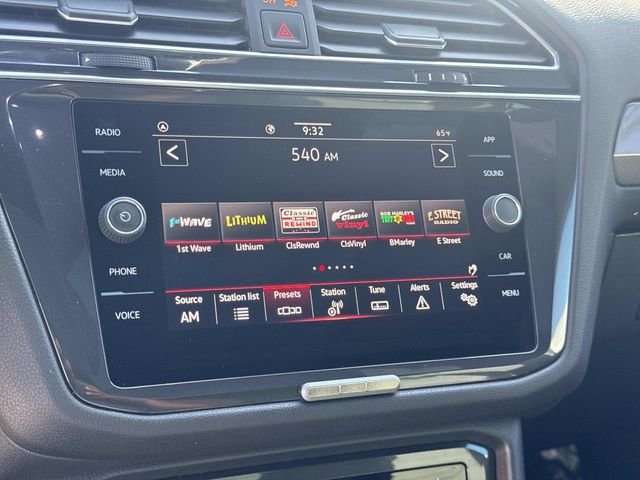 OFF
RADIO
MEDIA
PHONE
VOICE
9:32
65°F
540 AM
1st WAVE
LITHIUM
Classic REWIND
Classic Vinyl
BOB MARLEY'S TUFF GONG
E STREET RADIO
1st Wave
Lithium
ClsRewnd
ClsVinyl
BMarley
E Street
Source
AM
Station list
Presets
Station
Tune
Alerts
Settings
APP
SOUND
CAR
MENU